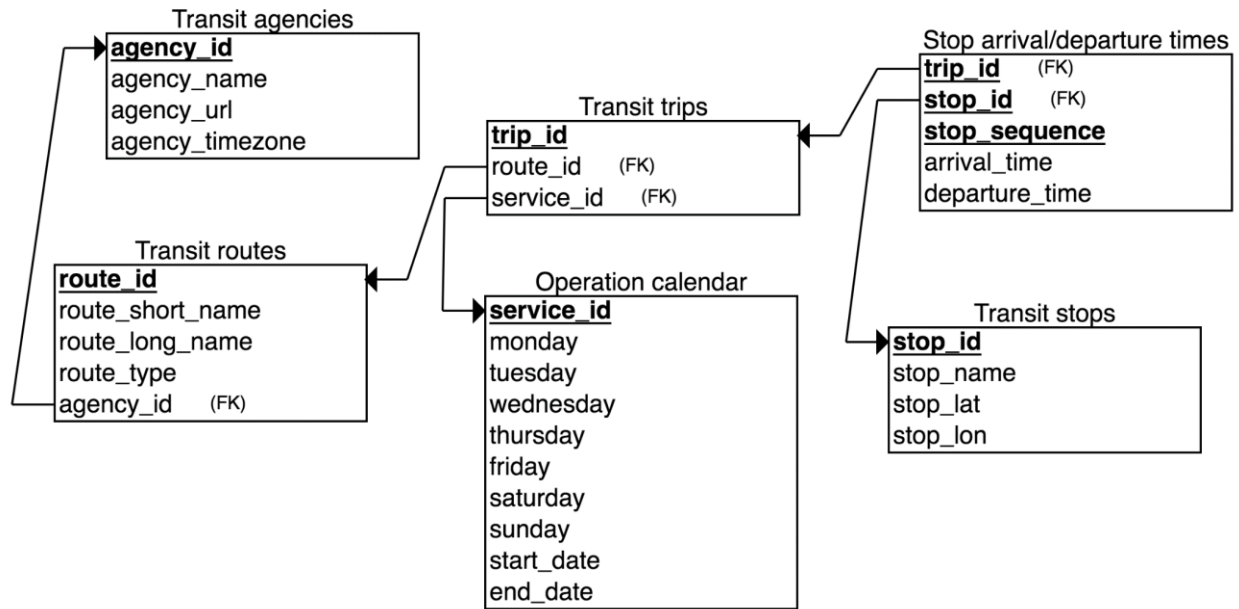 Transit agencies
agency_id
agency_name
agency_url
agency_timezone
Transit routes
route_id
route_short_name
route_long_name
route_type
agency_id (FK)
Transit trips
trip_id
route_id (FK)
service_id (FK)
Operation calendar
service_id
monday
tuesday
wednesday
thursday
friday
saturday
sunday
start_date
end_date
Stop arrival/departure times
trip_id (FK)
stop_id (FK)
stop_sequence
arrival_time
departure_time
Transit stops
stop_id
stop_name
stop_lat
stop_lon